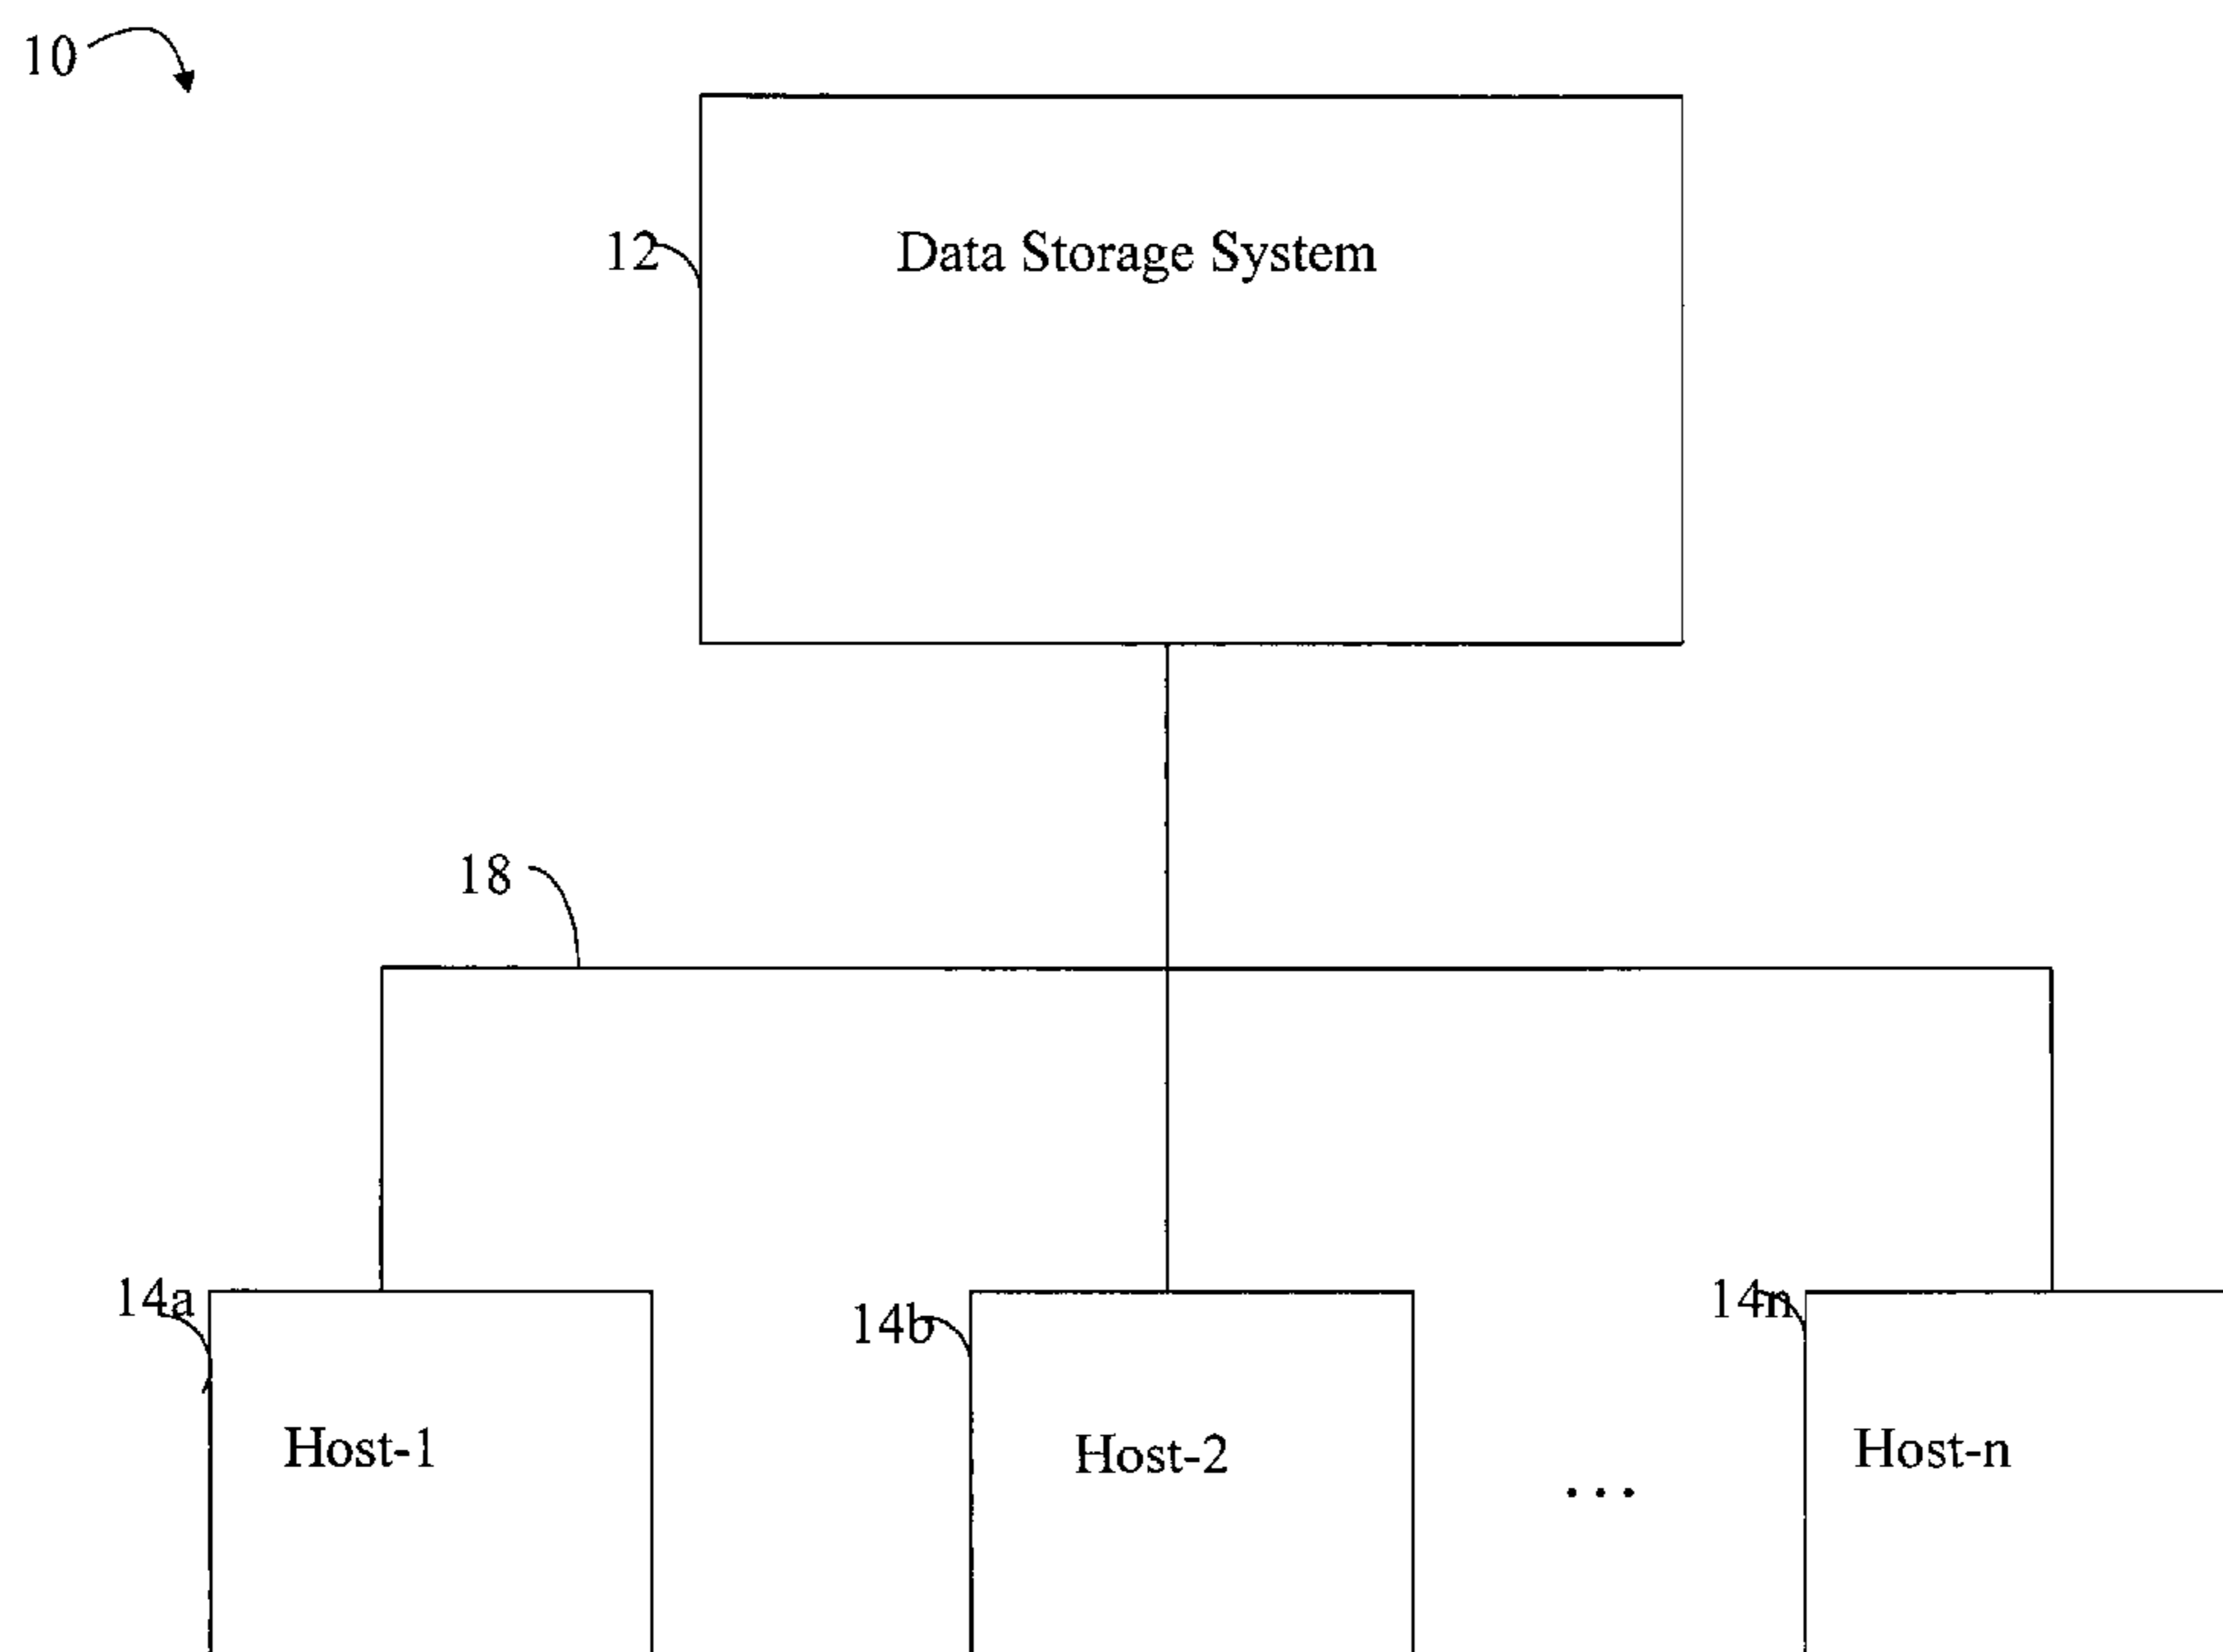 10
12
Data Storage System
18
14a
14b
14n
Host-1
Host-2
...
Host-n